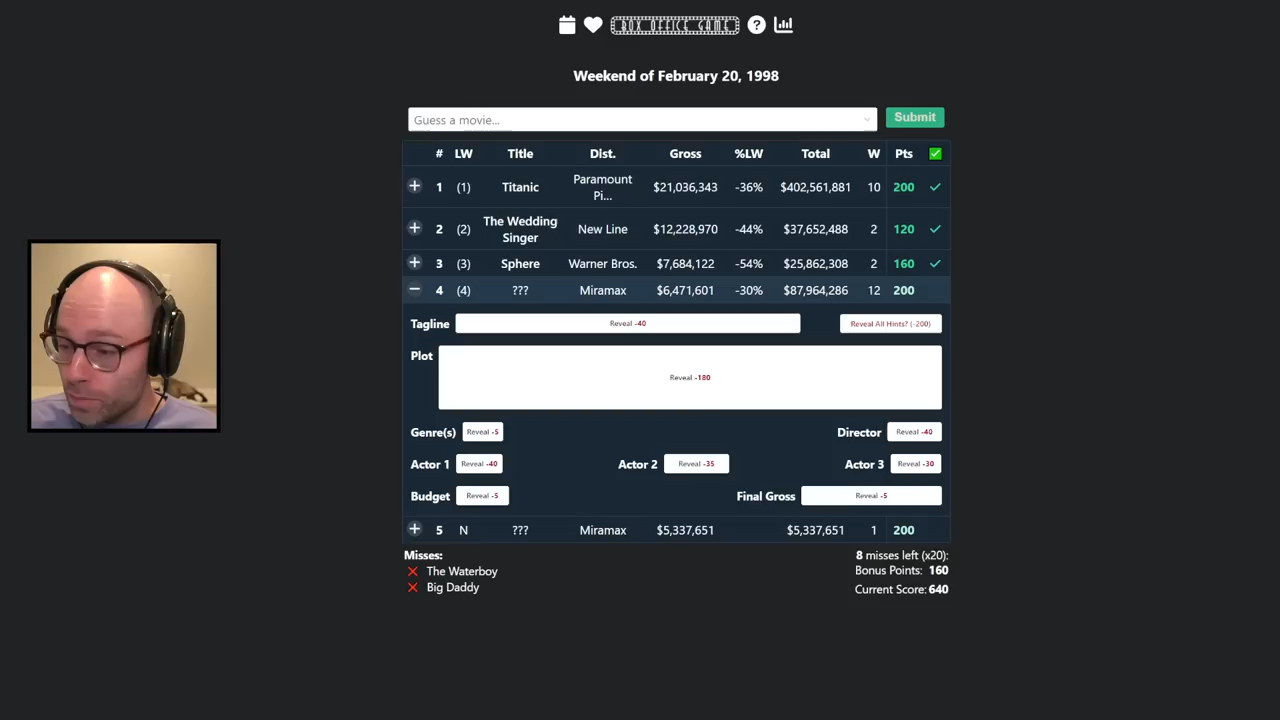 BOX OFFICE GAME ?
Weekend of February 20, 1998
Guess a movie... Submit
# LW Title Dist. Gross %LW Total W Pts
1 (1) Titanic Paramount Pi... $21,036,343 -36% $402,561,881 10 200
2 (2) The Wedding Singer New Line $12,228,970 -44% $37,652,488 2 120
3 (3) Sphere Warner Bros. $7,684,122 -54% $25,862,308 2 160
4 (4) ??? Miramax $6,471,601 -30% $87,964,286 12 200
Tagline Reveal -40 Reveal All Hints? (-200)
Plot Reveal -180
Genre(s) Reveal -5 Director Reveal -40
Actor 1 Reveal -40 Actor 2 Reveal -35 Actor 3 Reveal -30
Budget Reveal -5 Final Gross Reveal -5
5 N ??? Miramax $5,337,651 $5,337,651 1 200
Misses: 8 misses left (x20):
The Waterboy Bonus Points: 160
Big Daddy Current Score: 640